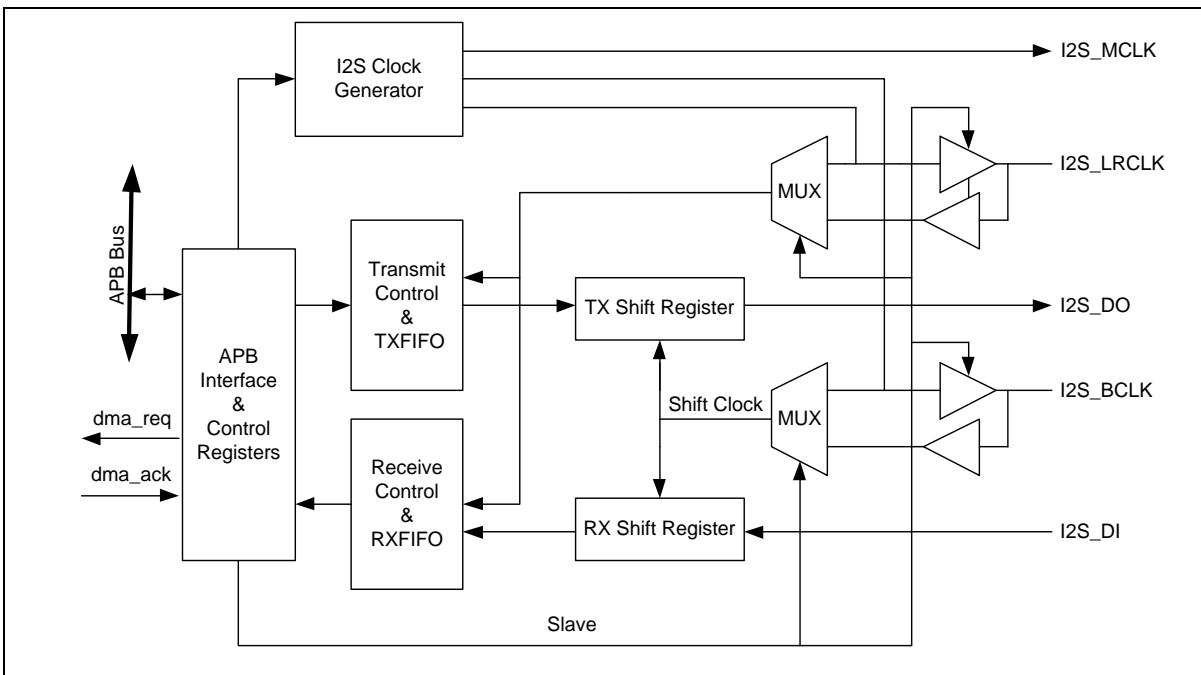 I2S Clock
Generator
I2S_MCLK
I2S_LRCLK
MUX
APB Bus
Transmit
Control
&
TXFIFO
TX Shift Register
I2S_DO
APB
Interface
&
Control
Registers
Shift Clock
MUX
I2S_BCLK
dma_req
dma_ack
Receive
Control
&
RXFIFO
RX Shift Register
I2S_DI
Slave